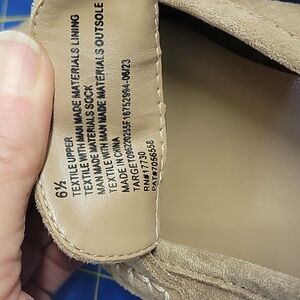 6½
TEXTILE UPPER
TEXTILE WITH MAN MADE MATERIALS LINING
MAN MADE MATERIALS SOCK
TEXTILE WITH MAN MADE MATERIALS OUTSOLE
MADE IN CHINA
RN#17730